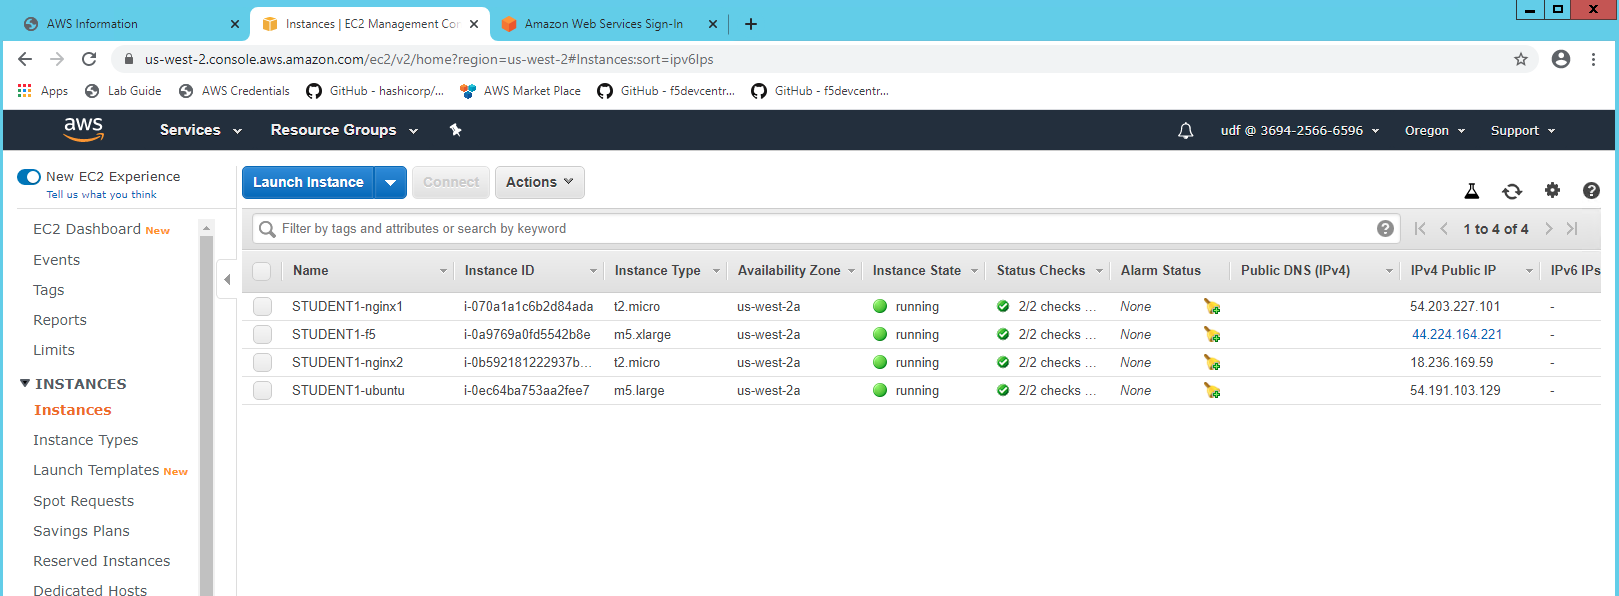 AWS Information
Instances | EC2 Management Con
Amazon Web Services Sign-In
us-west-2.console.aws.amazon.com/ec2/v2/home?region=us-west-2#Instances:sort=ipv6Ips
Apps Lab Guide AWS Credentials GitHub - hashicorp/... AWS Market Place GitHub - f5devcentr... GitHub - f5devcentr...
aws Services Resource Groups udf @ 3694-2566-6596 Oregon Support
New EC2 Experience
Tell us what you think
EC2 Dashboard New
Events
Tags
Reports
Limits
INSTANCES
Instances
Instance Types
Launch Templates New
Spot Requests
Savings Plans
Reserved Instances
Dedicated Hosts
Launch Instance Connect Actions
Filter by tags and attributes or search by keyword 1 to 4 of 4
Name Instance ID Instance Type Availability Zone Instance State Status Checks Alarm Status Public DNS (IPv4) IPv4 Public IP IPv6 IPs
STUDENT1-nginx1 i-070a1a1c6b2d84ada t2.micro us-west-2a running 2/2 checks ... None 54.203.227.101 -
STUDENT1-f5 i-0a9769a0fd5542b8e m5.xlarge us-west-2a running 2/2 checks ... None 44.224.164.221 -
STUDENT1-nginx2 i-0b592181222937b... t2.micro us-west-2a running 2/2 checks ... None 18.236.169.59 -
STUDENT1-ubuntu i-0ec64ba753aa2fee7 m5.large us-west-2a running 2/2 checks ... None 54.191.103.129 -